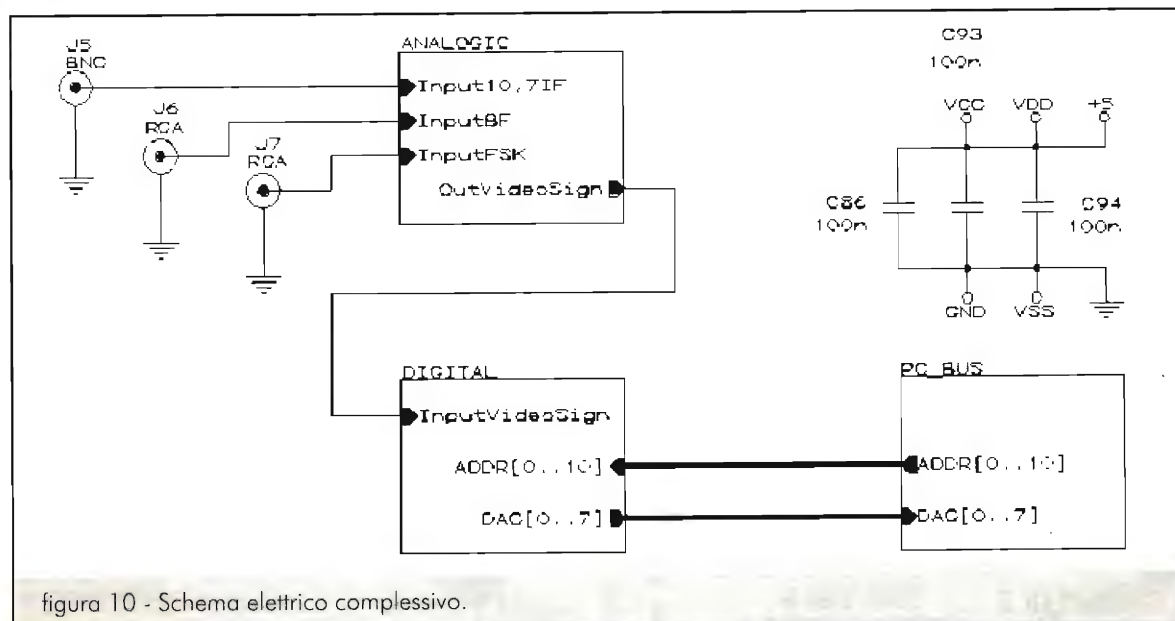 J5
BNC
J6
RCA
J7
RCA
ANALOGIC
Input10,7IF
InputBF
InputFSK
OutVideoSign
C93
100n
VCC
VDD
+5
C86
100n
C94
100n
GND
VSS
DIGITAL
InputVideoSign
ADDR[0..10]
DAC[0..7]
PC_BUS
ADDR[0..10]
DAC[0..7]
figura 10 - Schema elettrico complessivo.